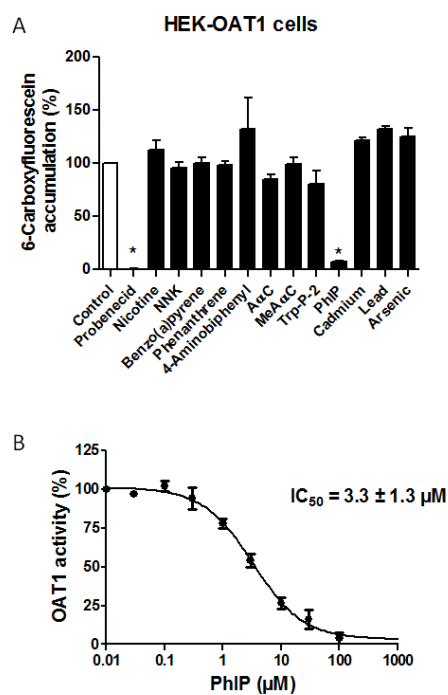 A
HEK-OAT1 cells
6-Carboxyfluorescein
accumulation (%)
200
150
100
50
0
*
*
Control
Probenecid
Nicotine
NNK
Benzo(a)pyrene
Phenanthrene
4-Aminobiphenyl
AαC
MeAαC
Trp-P-2
PhIP
Cadmium
Lead
Arsenic
B
OAT1 activity (%)
125
100
75
50
25
0
IC50 = 3.3 ± 1.3 µM
0.01 0.1 1 10 100 1000
PhIP (µM)